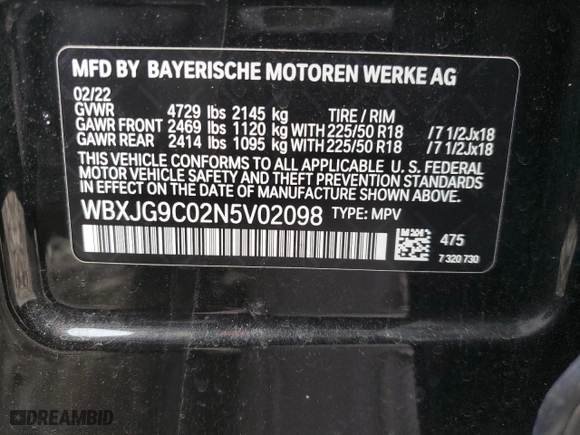 MFD BY BAYERISCHE MOTOREN WERKE AG
02/22
GVWR 4729 lbs 2145 kg TIRE / RIM
GAWR FRONT 2469 lbs 1120 kg WITH 225/50 R18 /7 1/2Jx18
GAWR REAR 2414 lbs 1095 kg WITH 225/50 R18 /7 1/2Jx18
THIS VEHICLE CONFORMS TO ALL APPLICABLE U. S. FEDERAL
MOTOR VEHICLE SAFETY AND THEFT PREVENTION STANDARDS
IN EFFECT ON THE DATE OF MANUFACTURE SHOWN ABOVE.
WBXJG9C02N5V02098 TYPE: MPV
475
7 320 730
DREAMBID